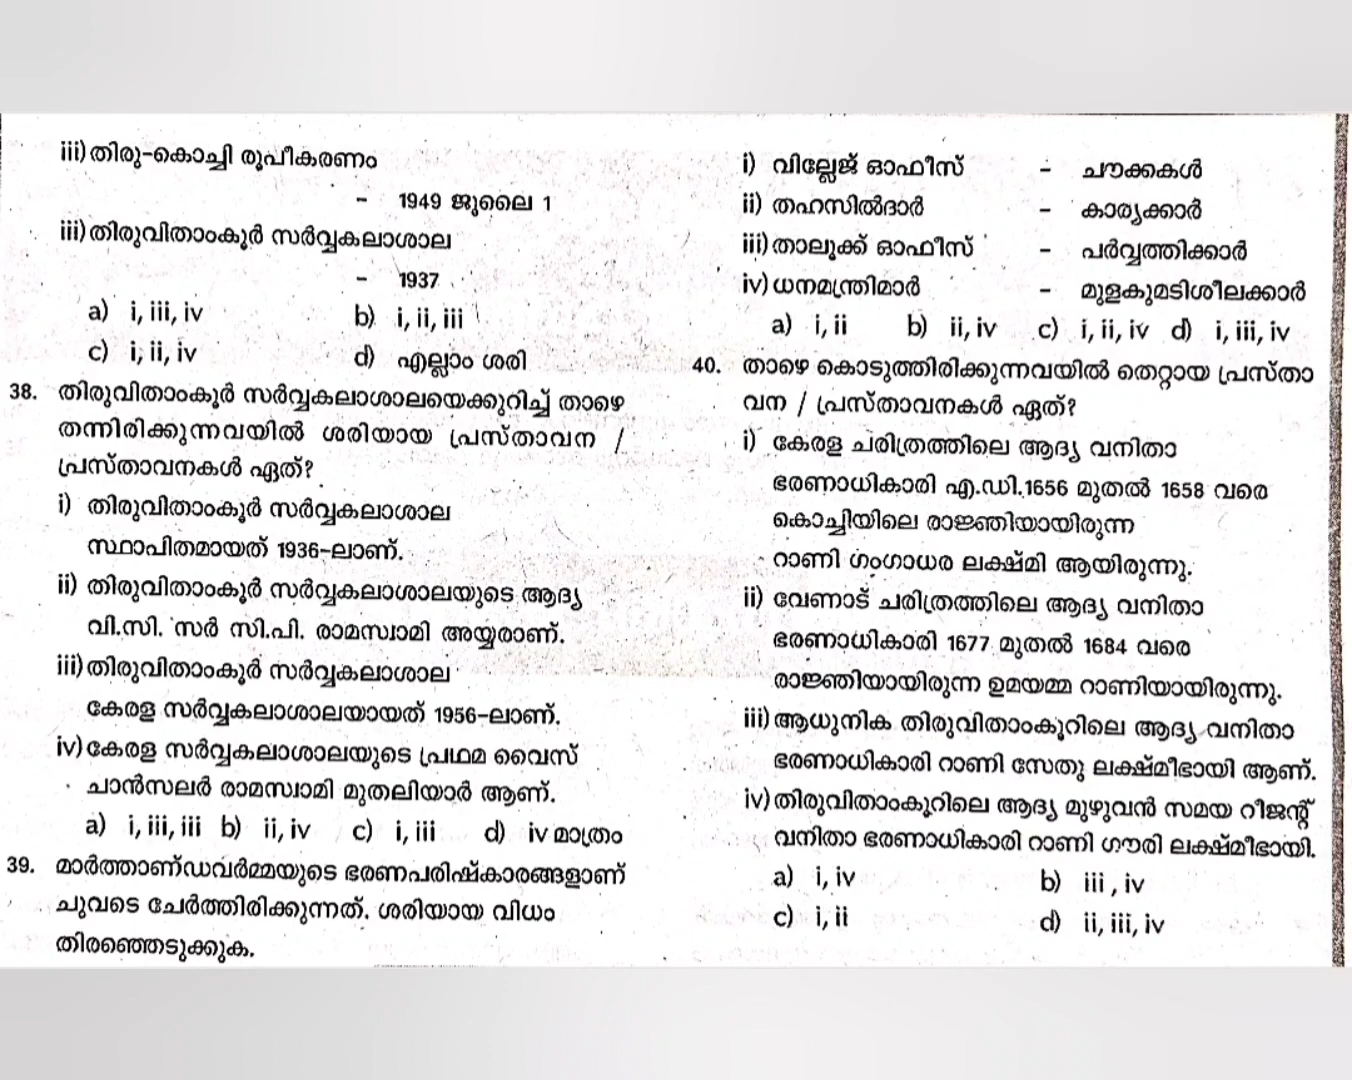 iii) തിരു-കൊച്ചി രൂപീകരണം
- 1949 ജൂലൈ 1
iii) തിരുവിതാംകൂർ സർവ്വകലാശാല
- 1937
a) i, iii, iv b) i, ii, iii
c) i, ii, iv d) എല്ലാം ശരി
38. തിരുവിതാംകൂർ സർവ്വകലാശാലയെക്കുറിച്ച് താഴെ
തന്നിരിക്കുന്നവയിൽ ശരിയായ പ്രസ്താവന /
പ്രസ്താവനകൾ ഏത്?
i) തിരുവിതാംകൂർ സർവ്വകലാശാല
സ്ഥാപിതമായത് 1936-ലാണ്.
ii) തിരുവിതാംകൂർ സർവ്വകലാശാലയുടെ ആദ്യ
വി.സി. സർ സി.പി. രാമസ്വാമി അയ്യരാണ്.
iii) തിരുവിതാംകൂർ സർവ്വകലാശാല
കേരള സർവ്വകലാശാലയായത് 1956-ലാണ്.
iv) കേരള സർവ്വകലാശാലയുടെ പ്രഥമ വൈസ്
ചാൻസലർ രാമസ്വാമി മുതലിയാർ ആണ്.
a) i, iii, iii b) ii, iv c) i, iii d) iv മാത്രം
39. മാർത്താണ്ഡവർമ്മയുടെ ഭരണപരിഷ്കാരങ്ങളാണ്
ചുവടെ ചേർത്തിരിക്കുന്നത്. ശരിയായ വിധം
തിരഞ്ഞെടുക്കുക.
i) വില്ലേജ് ഓഫീസ് - ചൗക്കകൾ
ii) തഹസിൽദാർ - കാര്യക്കാർ
iii) താലൂക്ക് ഓഫീസ് - പർവ്വത്തിക്കാർ
iv) ധനമന്ത്രിമാർ - മുളകുമടിശീലക്കാർ
a) i, ii b) ii, iv c) i, ii, iv d) i, iii, iv
40. താഴെ കൊടുത്തിരിക്കുന്നവയിൽ തെറ്റായ പ്രസ്താ
വന / പ്രസ്താവനകൾ ഏത്?
i) കേരള ചരിത്രത്തിലെ ആദ്യ വനിതാ
ഭരണാധികാരി എ.ഡി.1656 മുതൽ 1658 വരെ
കൊച്ചിയിലെ രാജ്ഞിയായിരുന്ന
റാണി ഗംഗാധര ലക്ഷ്മി ആയിരുന്നു.
ii) വേണാട് ചരിത്രത്തിലെ ആദ്യ വനിതാ
ഭരണാധികാരി 1677 മുതൽ 1684 വരെ
രാജ്ഞിയായിരുന്ന ഉമയമ്മ റാണിയായിരുന്നു.
iii) ആധുനിക തിരുവിതാംകൂറിലെ ആദ്യ വനിതാ
ഭരണാധികാരി റാണി സേതു ലക്ഷ്മീഭായി ആണ്.
iv) തിരുവിതാംകൂറിലെ ആദ്യ മുഴുവൻ സമയ റീജന്റ്
വനിതാ ഭരണാധികാരി റാണി ഗൗരി ലക്ഷ്മീഭായി.
a) i, iv b) iii , iv
c) i, ii d) ii, iii, iv